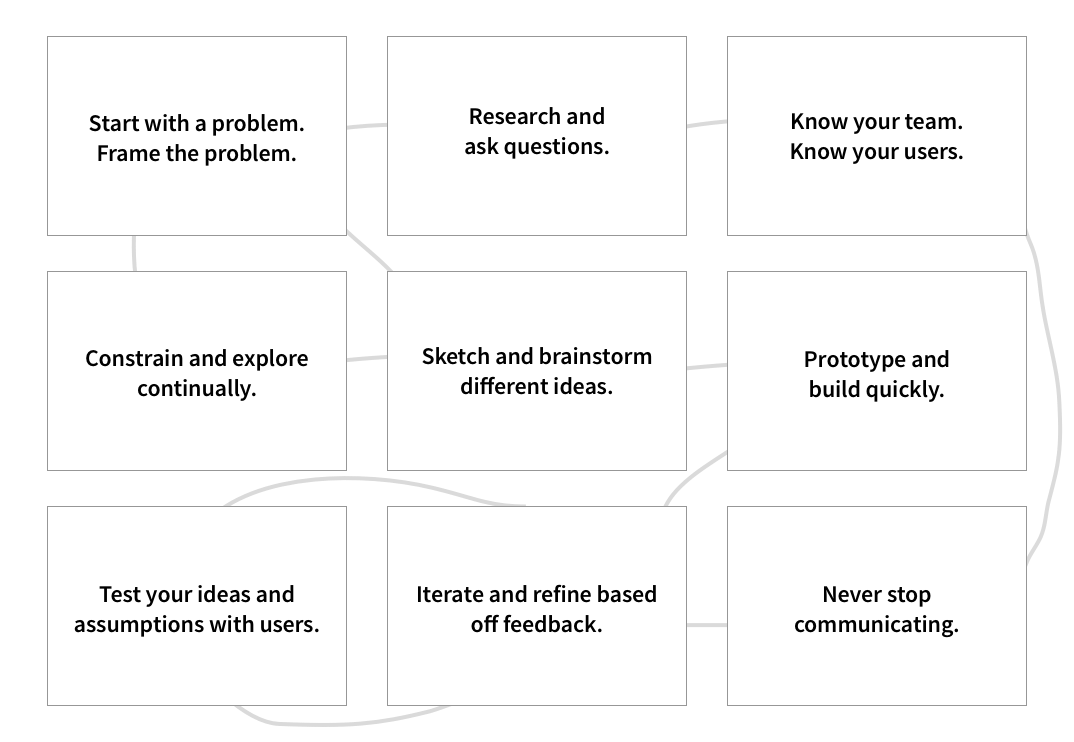 Start with a problem.
Frame the problem.
Research and
ask questions.
Know your team.
Know your users.
Constrain and explore
continually.
Sketch and brainstorm
different ideas.
Prototype and
build quickly.
Test your ideas and
assumptions with users.
Iterate and refine based
off feedback.
Never stop
communicating.